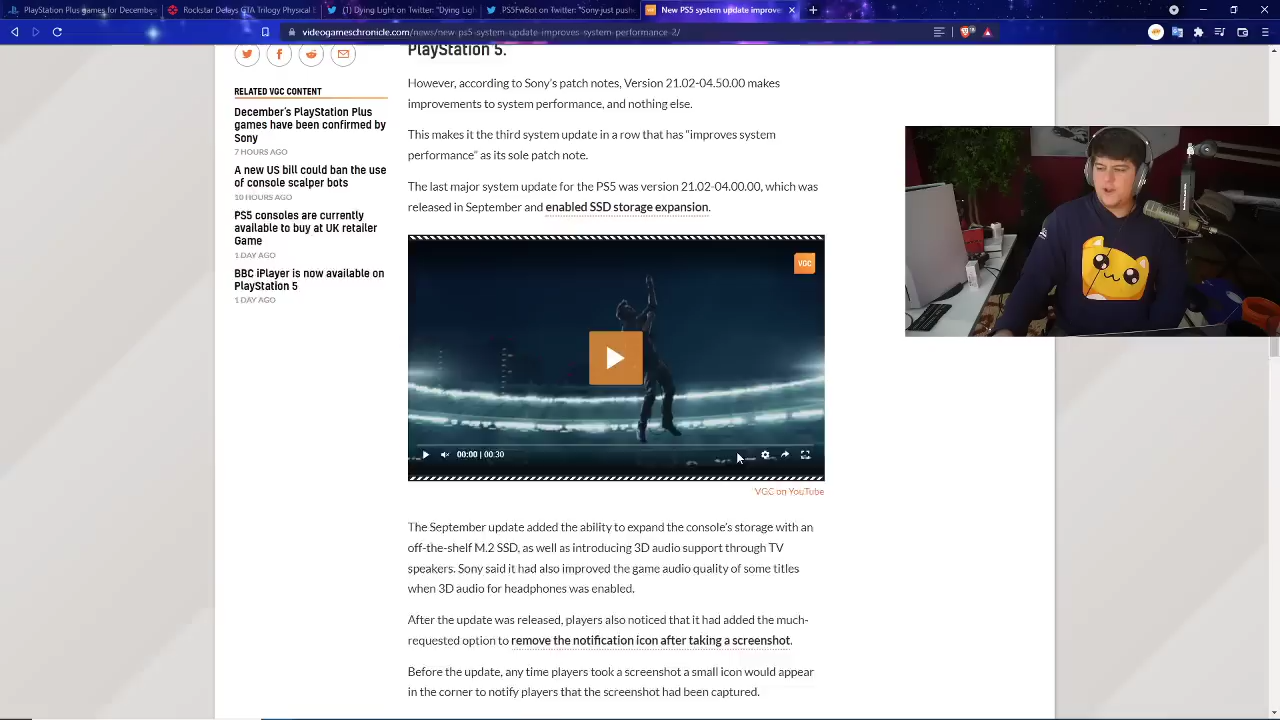 PlayStation Plus games for Decembe
Rockstar Delays GTA Trilogy Physic
(1) Dying Light on Twitter: "Dying Lig
PS5FwBot on Twitter: "Sony just push
New PS5 system update improve
videogameschronicle.com/news/new-ps5-system-update-improves-system-performance-2/
PlayStation 5.
RELATED VGC CONTENT
December's PlayStation Plus
games have been confirmed by
Sony
7 HOURS AGO
A new US bill could ban the use
of console scalper bots
10 HOURS AGO
PS5 consoles are currently
available to buy at UK retailer
Game
1 DAY AGO
BBC iPlayer is now available on
PlayStation 5
1 DAY AGO
However, according to Sony's patch notes, Version 21.02-04.50.00 makes
improvements to system performance, and nothing else.
This makes it the third system update in a row that has "improves system
performance" as its sole patch note.
The last major system update for the PS5 was version 21.02-04.00.00, which was
released in September and enabled SSD storage expansion.
VGC
00:00 | 00:30
VGC on YouTube
The September update added the ability to expand the console's storage with an
off-the-shelf M.2 SSD, as well as introducing 3D audio support through TV
speakers. Sony said it had also improved the game audio quality of some titles
when 3D audio for headphones was enabled.
After the update was released, players also noticed that it had added the much-
requested option to remove the notification icon after taking a screenshot.
Before the update, any time players took a screenshot a small icon would appear
in the corner to notify players that the screenshot had been captured.